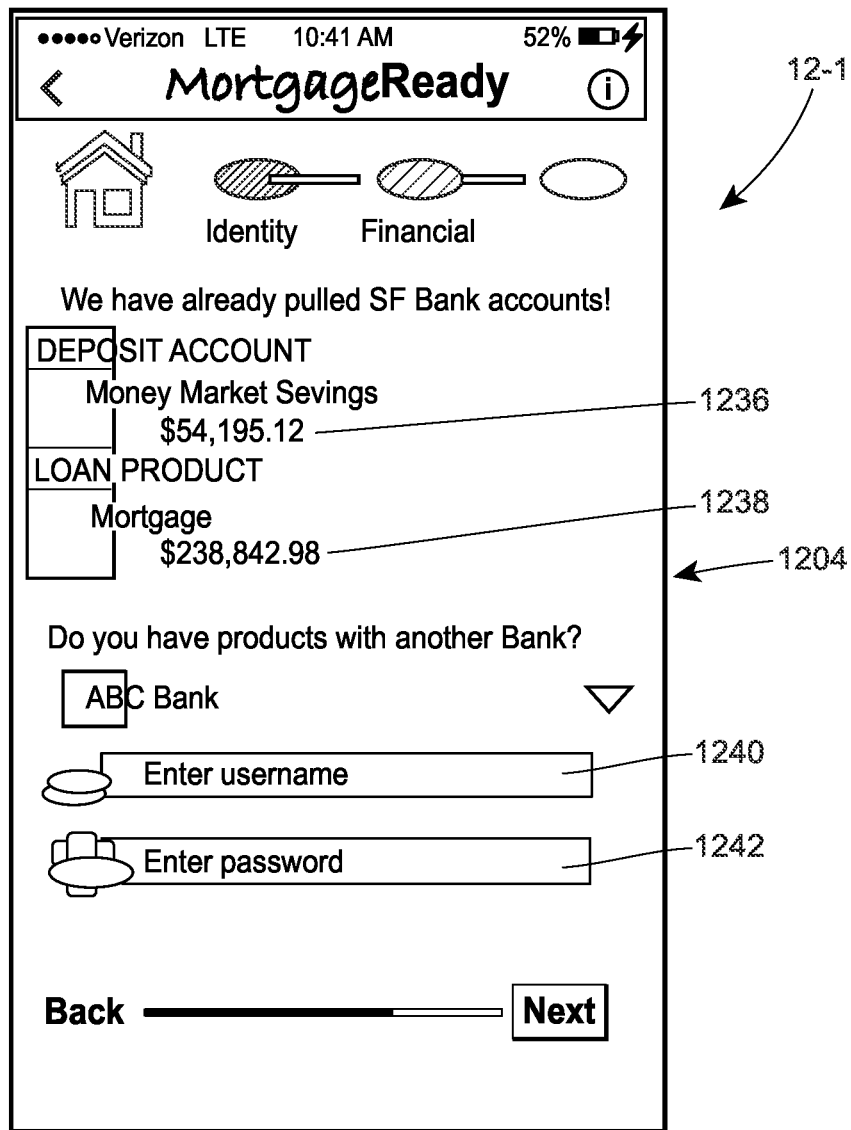 Verizon LTE 10:41 AM 52%
MortgageReady
i
12-1
Identity Financial
We have already pulled SF Bank accounts!
DEPOSIT ACCOUNT
Money Market Sevings
1236
$54,195.12
LOAN PRODUCT
Mortgage
1238
$238,842.98
1204
Do you have products with another Bank?
ABC Bank
1240
Enter username
1242
Enter password
Back Next